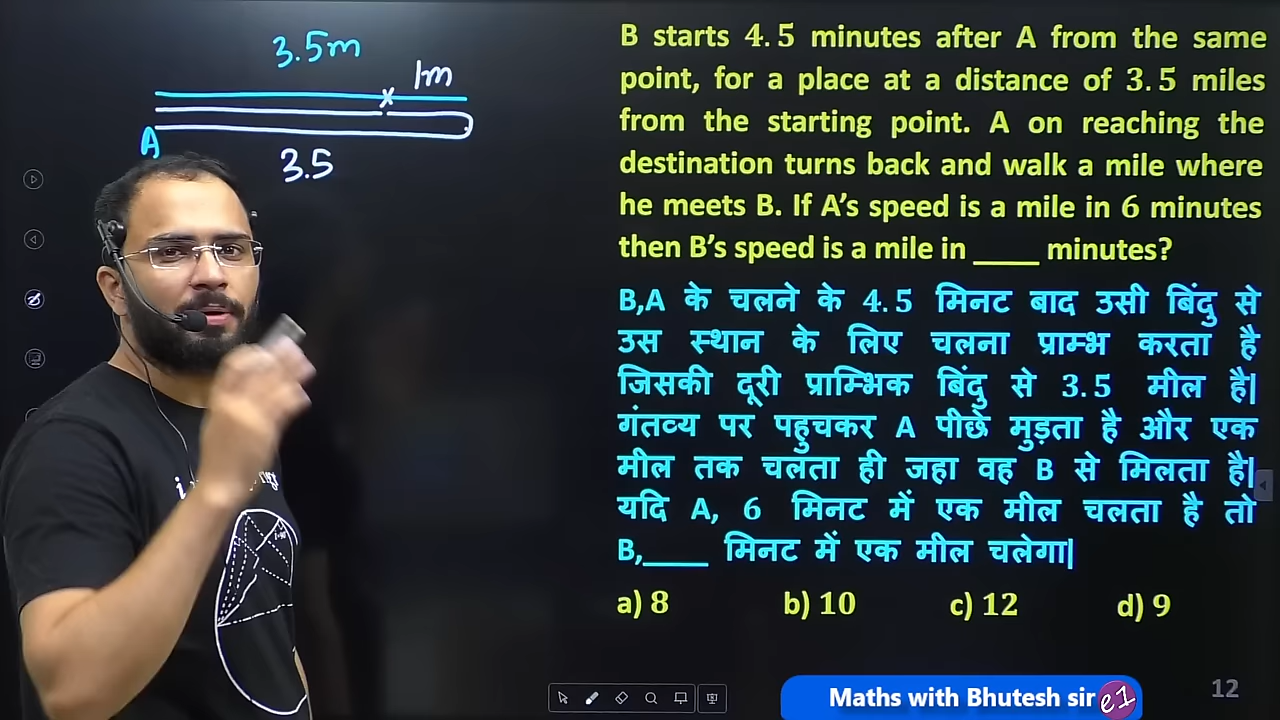 3.5m
1m
A
3.5
B starts 4.5 minutes after A from the same
point, for a place at a distance of 3.5 miles
from the starting point. A on reaching the
destination turns back and walk a mile where
he meets B. If A's speed is a mile in 6 minutes
then B's speed is a mile in ____ minutes?
B,A के चलने के 4.5 मिनट बाद उसी बिंदु से
उस स्थान के लिए चलना प्राम्भ करता है
जिसकी दूरी प्राम्भिक बिंदु से 3.5 मील है|
गंतव्य पर पहुचकर A पीछे मुड़ता है और एक
मील तक चलता ही जहा वह B से मिलता है|
यदि A, 6 मिनट में एक मील चलता है तो
B,____ मिनट में एक मील चलेगा|
a) 8 b) 10 c) 12 d) 9
Maths with Bhutesh sir e1
12